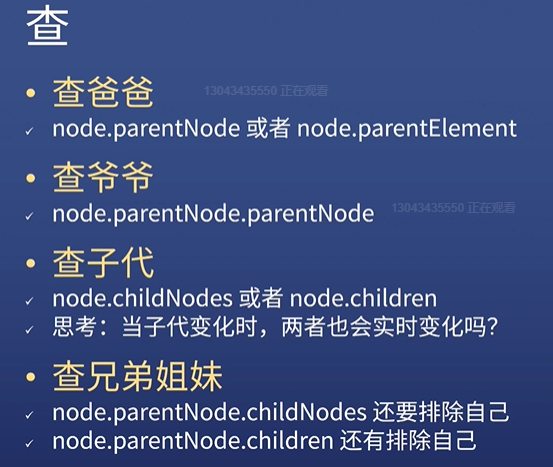 查
• 查爸爸
13043435550 正在观看
✓ node.parentNode 或者 node.parentElement
• 查爷爷
✓ node.parentNode.parentNode
13043435550 正在观看
• 查子代
✓ node.childNodes 或者 node.children
✓ 思考：当子代变化时，两者也会实时变化吗？
• 查兄弟姐妹
✓ node.parentNode.childNodes 还要排除自己
✓ node.parentNode.children 还有排除自己